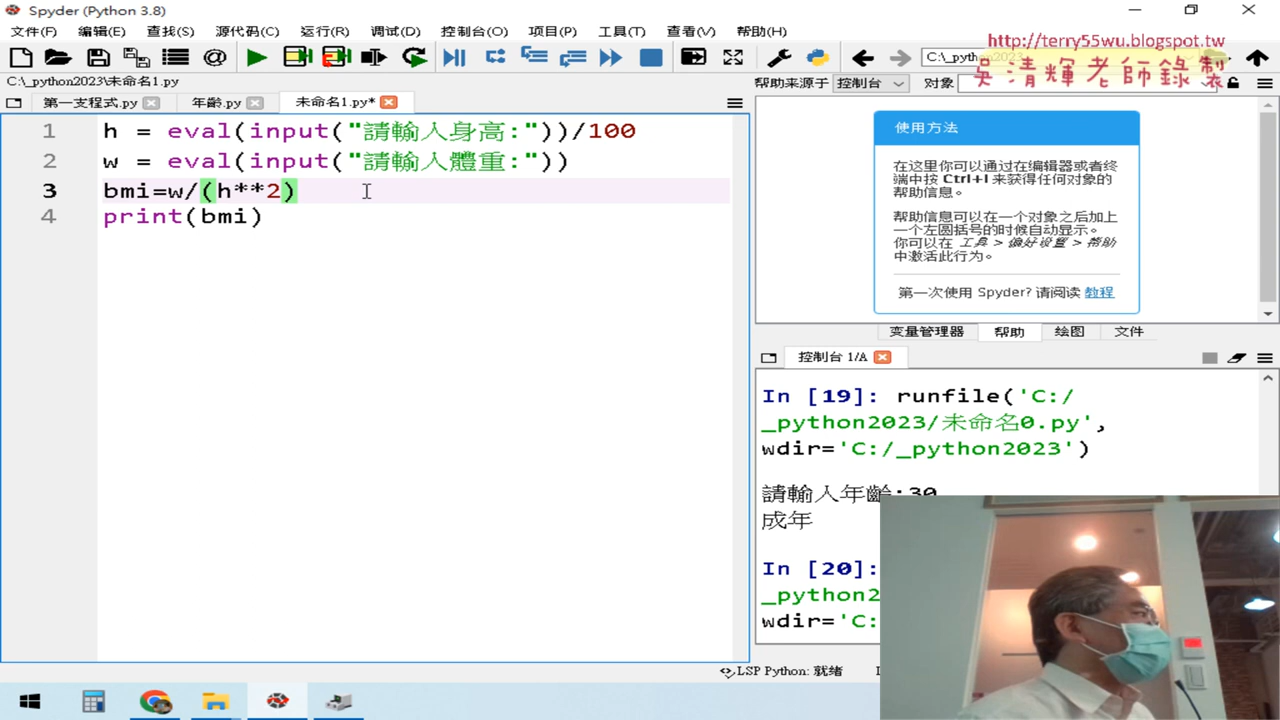 Spyder (Python 3.8)
文件(F) 编辑(E) 查找(S) 源代码(C) 运行(R) 调试(D) 控制台(O) 项目(P) 工具(T) 查看(V) 帮助(H)
http://terry55wu.blogspot.tw
吳清輝老師錄製
C:\_python2023\未命名1.py
帮助来源于 控制台 对象
第一支程式.py 年龄.py 未命名1.py*
1 h = eval(input("請輸入身高:"))/100
2 w = eval(input("請輸入體重:"))
3 bmi=w/(h**2)
4 print(bmi)
使用方法
在这里你可以通过在编辑器或者终
端中按 Ctrl+I 来获得任何对象的
帮助信息。
帮助信息可以在一个对象之后加上
一个左圆括号的时候自动显示。
你可以在 工具 > 偏好设置 > 帮助
中激活此行为。
第一次使用 Spyder? 请阅读 教程
变量管理器 帮助 绘图 文件
控制台 1/A
In [19]: runfile('C:/
_python2023/未命名0.py',
wdir='C:/_python2023')
請輸入年齡:30
成年
In [20]:
_python2
wdir='C:
LSP Python: 就绪